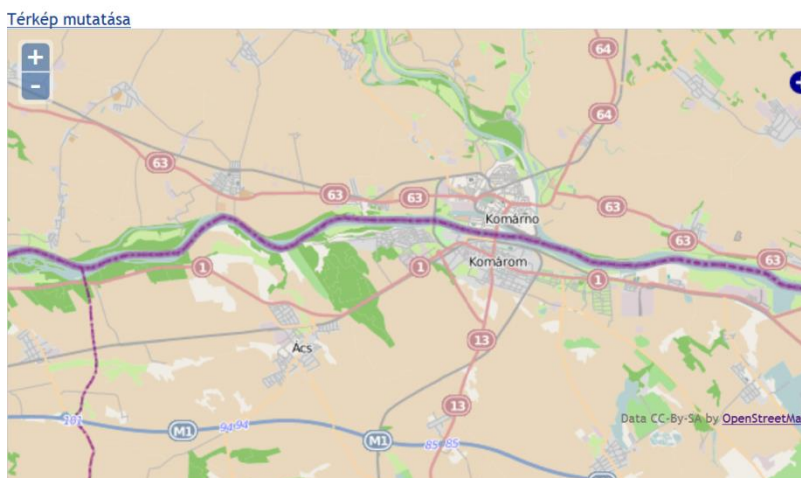 Térkép mutatása
+
-
64
64
63
63
63
63
63
63
Komárno
Komárom
1
1
1
13
13
Ács
101
M1
94 94
M1
85 85
Data CC-By-SA by OpenStreetMa